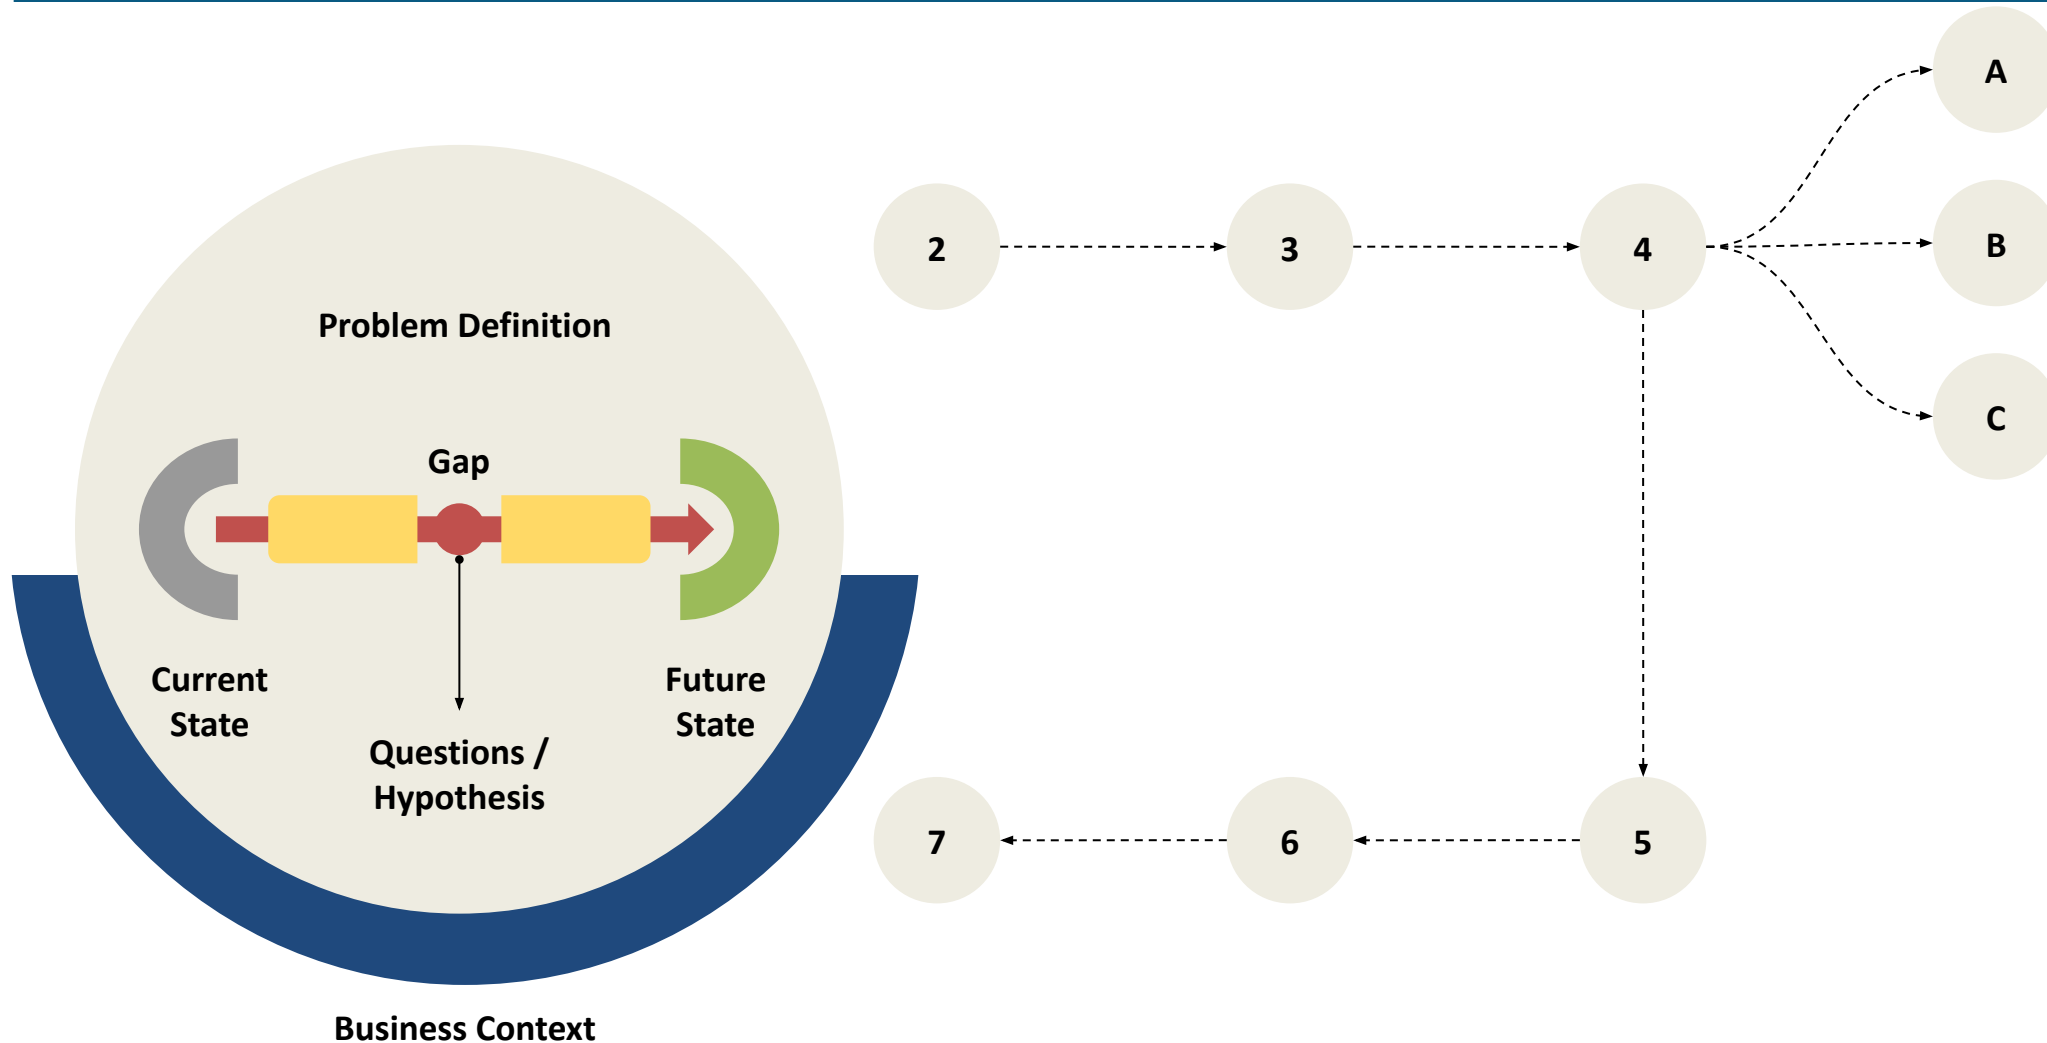 Problem Definition
Gap
Current
State
Future
State
Questions /
Hypothesis
Business Context
2
3
4
A
B
C
7
6
5